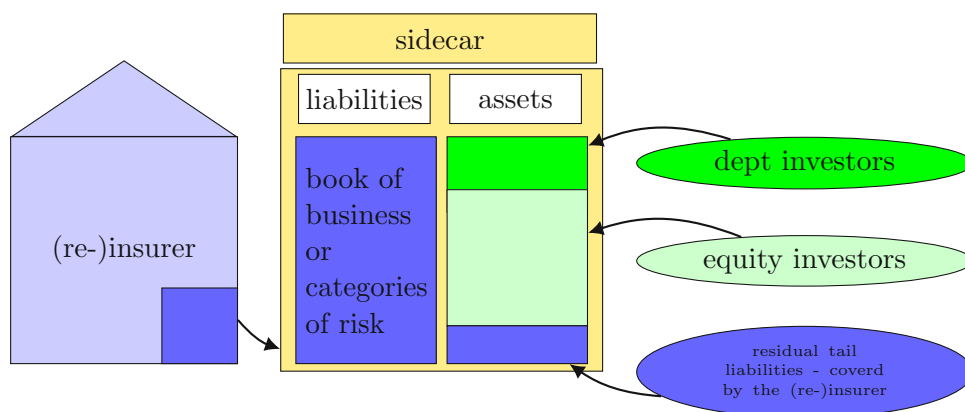 sidecar
liabilities
assets
(re-)insurer
book of
business
or
categories
of risk
dept investors
equity investors
residual tail
liabilities - coverd
by the (re-)insurer